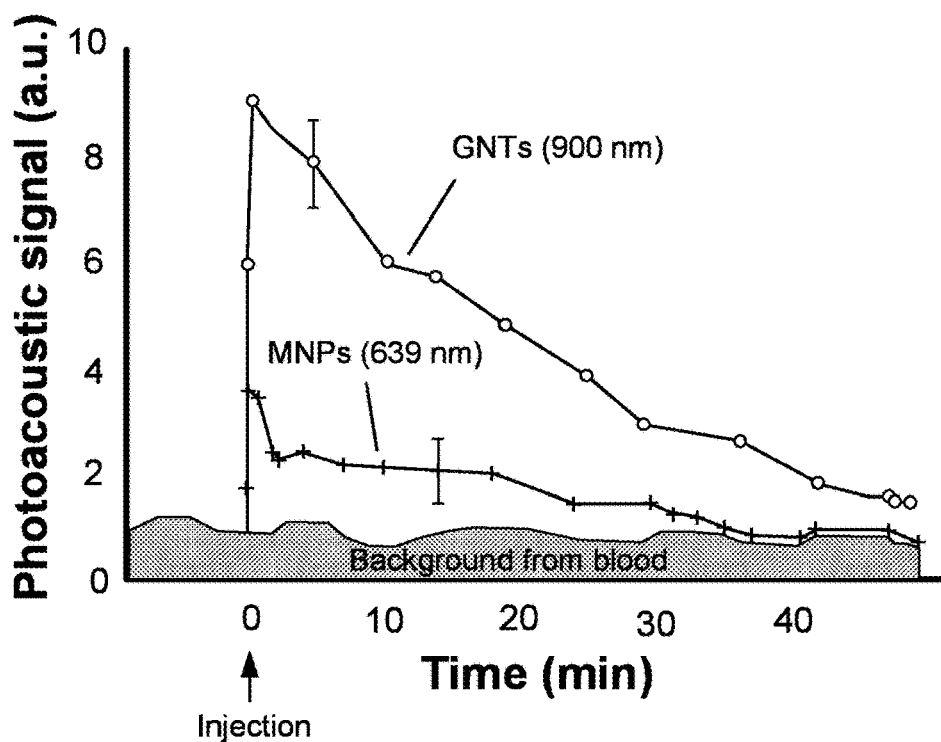 Photoacoustic signal (a.u.)
10
8
6
4
2
0
GNTs (900 nm)
MNPs (639 nm)
Background from blood
0 10 20 30 40
Time (min)
Injection